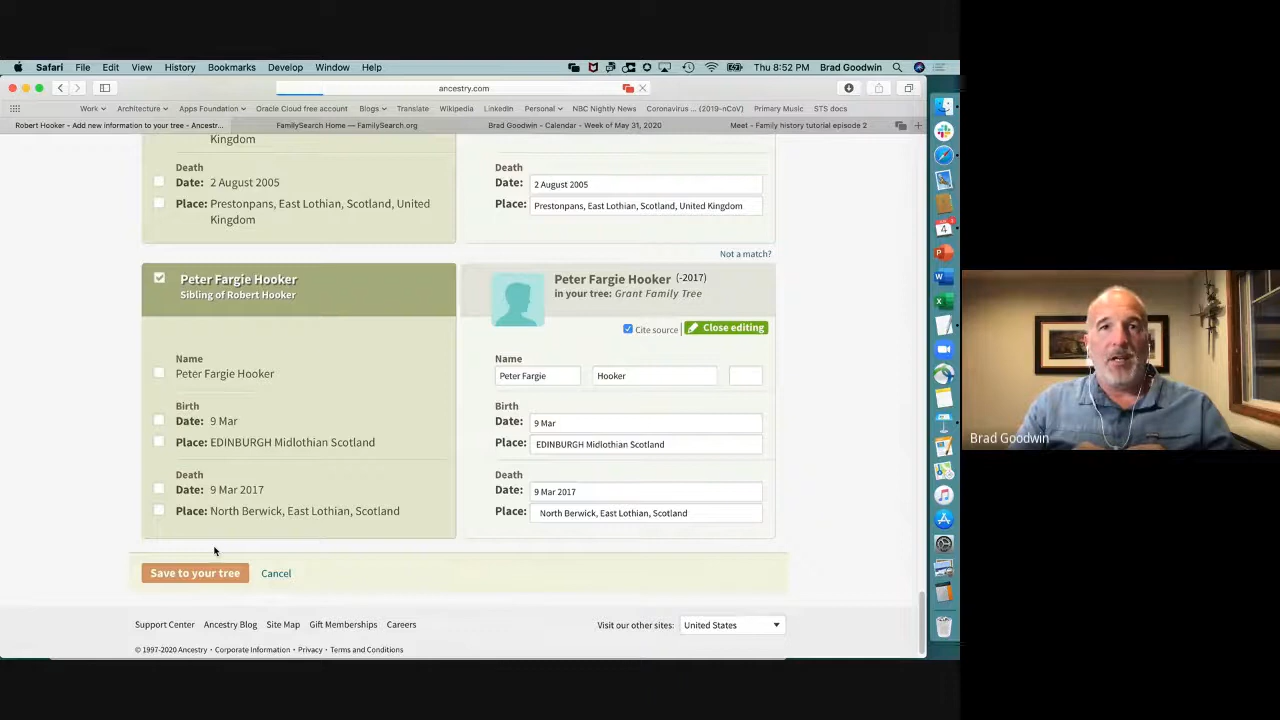 Safari File Edit View History Bookmarks Develop Window Help Thu 8:52 PM Brad Goodwin
ancestry.com
Work Architecture Apps Foundation Oracle Cloud free account Blogs Translate Wikipedia LinkedIn Personal NBC Nightly News Coronavirus ... (2019-nCoV) Primary Music STS docs
Robert Hooker - Add new information to your tree - Ancestr... FamilySearch Home — FamilySearch.org Brad Goodwin - Calendar - Week of May 31, 2020 Meet - Family history tutorial episode 2
Kingdom
Death
Date: 2 August 2005
Place: Prestonpans, East Lothian, Scotland, United
Kingdom
Death
Date: 2 August 2005
Place: Prestonpans, East Lothian, Scotland, United Kingdom
Not a match?
Peter Fargie Hooker
Sibling of Robert Hooker
Peter Fargie Hooker (-2017)
in your tree: Grant Family Tree
Cite source Close editing
Name
Peter Fargie Hooker
Name
Peter Fargie Hooker
Birth
Date: 9 Mar
Place: EDINBURGH Midlothian Scotland
Birth
Date: 9 Mar
Place: EDINBURGH Midlothian Scotland
Death
Date: 9 Mar 2017
Place: North Berwick, East Lothian, Scotland
Death
Date: 9 Mar 2017
Place: North Berwick, East Lothian, Scotland
Save to your tree Cancel
Support Center Ancestry Blog Site Map Gift Memberships Careers
Visit our other sites: United States
© 1997-2020 Ancestry • Corporate Information • Privacy • Terms and Conditions
Brad Goodwin